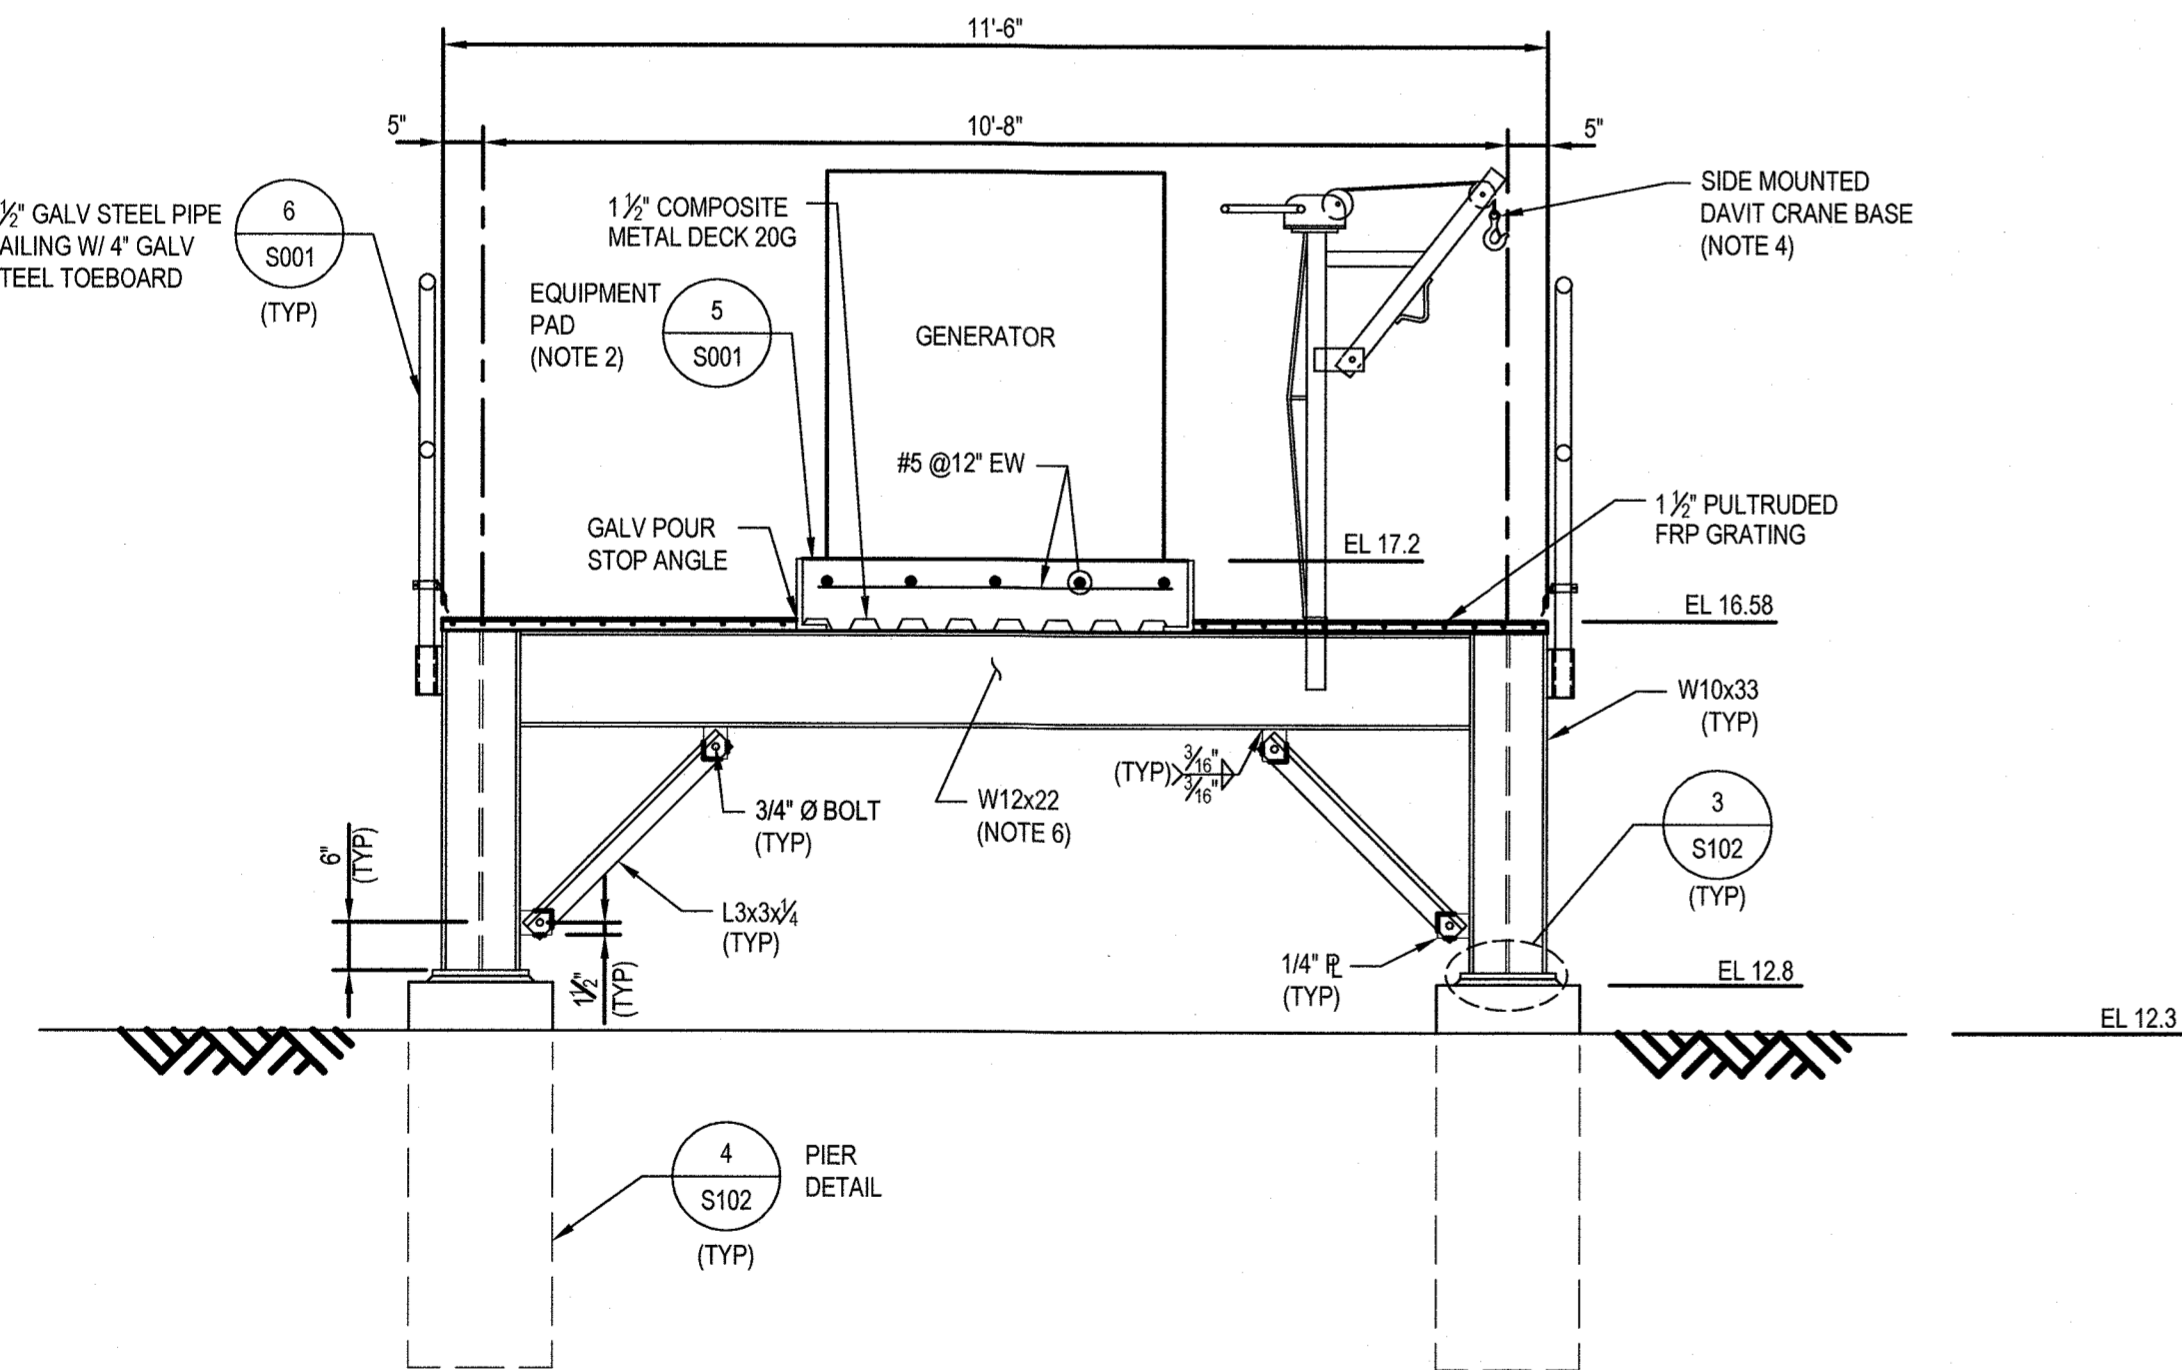 11'-6"
5"
10'-8"
5"
½" GALV STEEL PIPE
AILING W/ 4" GALV
TEEL TOEBOARD
6
S001
(TYP)
1 ½" COMPOSITE
METAL DECK 20G
SIDE MOUNTED
DAVIT CRANE BASE
(NOTE 4)
EQUIPMENT
PAD
(NOTE 2)
5
S001
GENERATOR
#5 @12" EW
GALV POUR
STOP ANGLE
1 ½" PULTRUDED
FRP GRATING
EL 17.2
EL 16.58
W10x33
(TYP)
(TYP)
3/16"
3/16"
3/4" Ø BOLT
(TYP)
W12x22
(NOTE 6)
3
S102
(TYP)
6"
(TYP)
L3x3x¼
(TYP)
1½"
(TYP)
1/4" ℄
(TYP)
EL 12.8
EL 12.3
4
S102
(TYP)
PIER
DETAIL